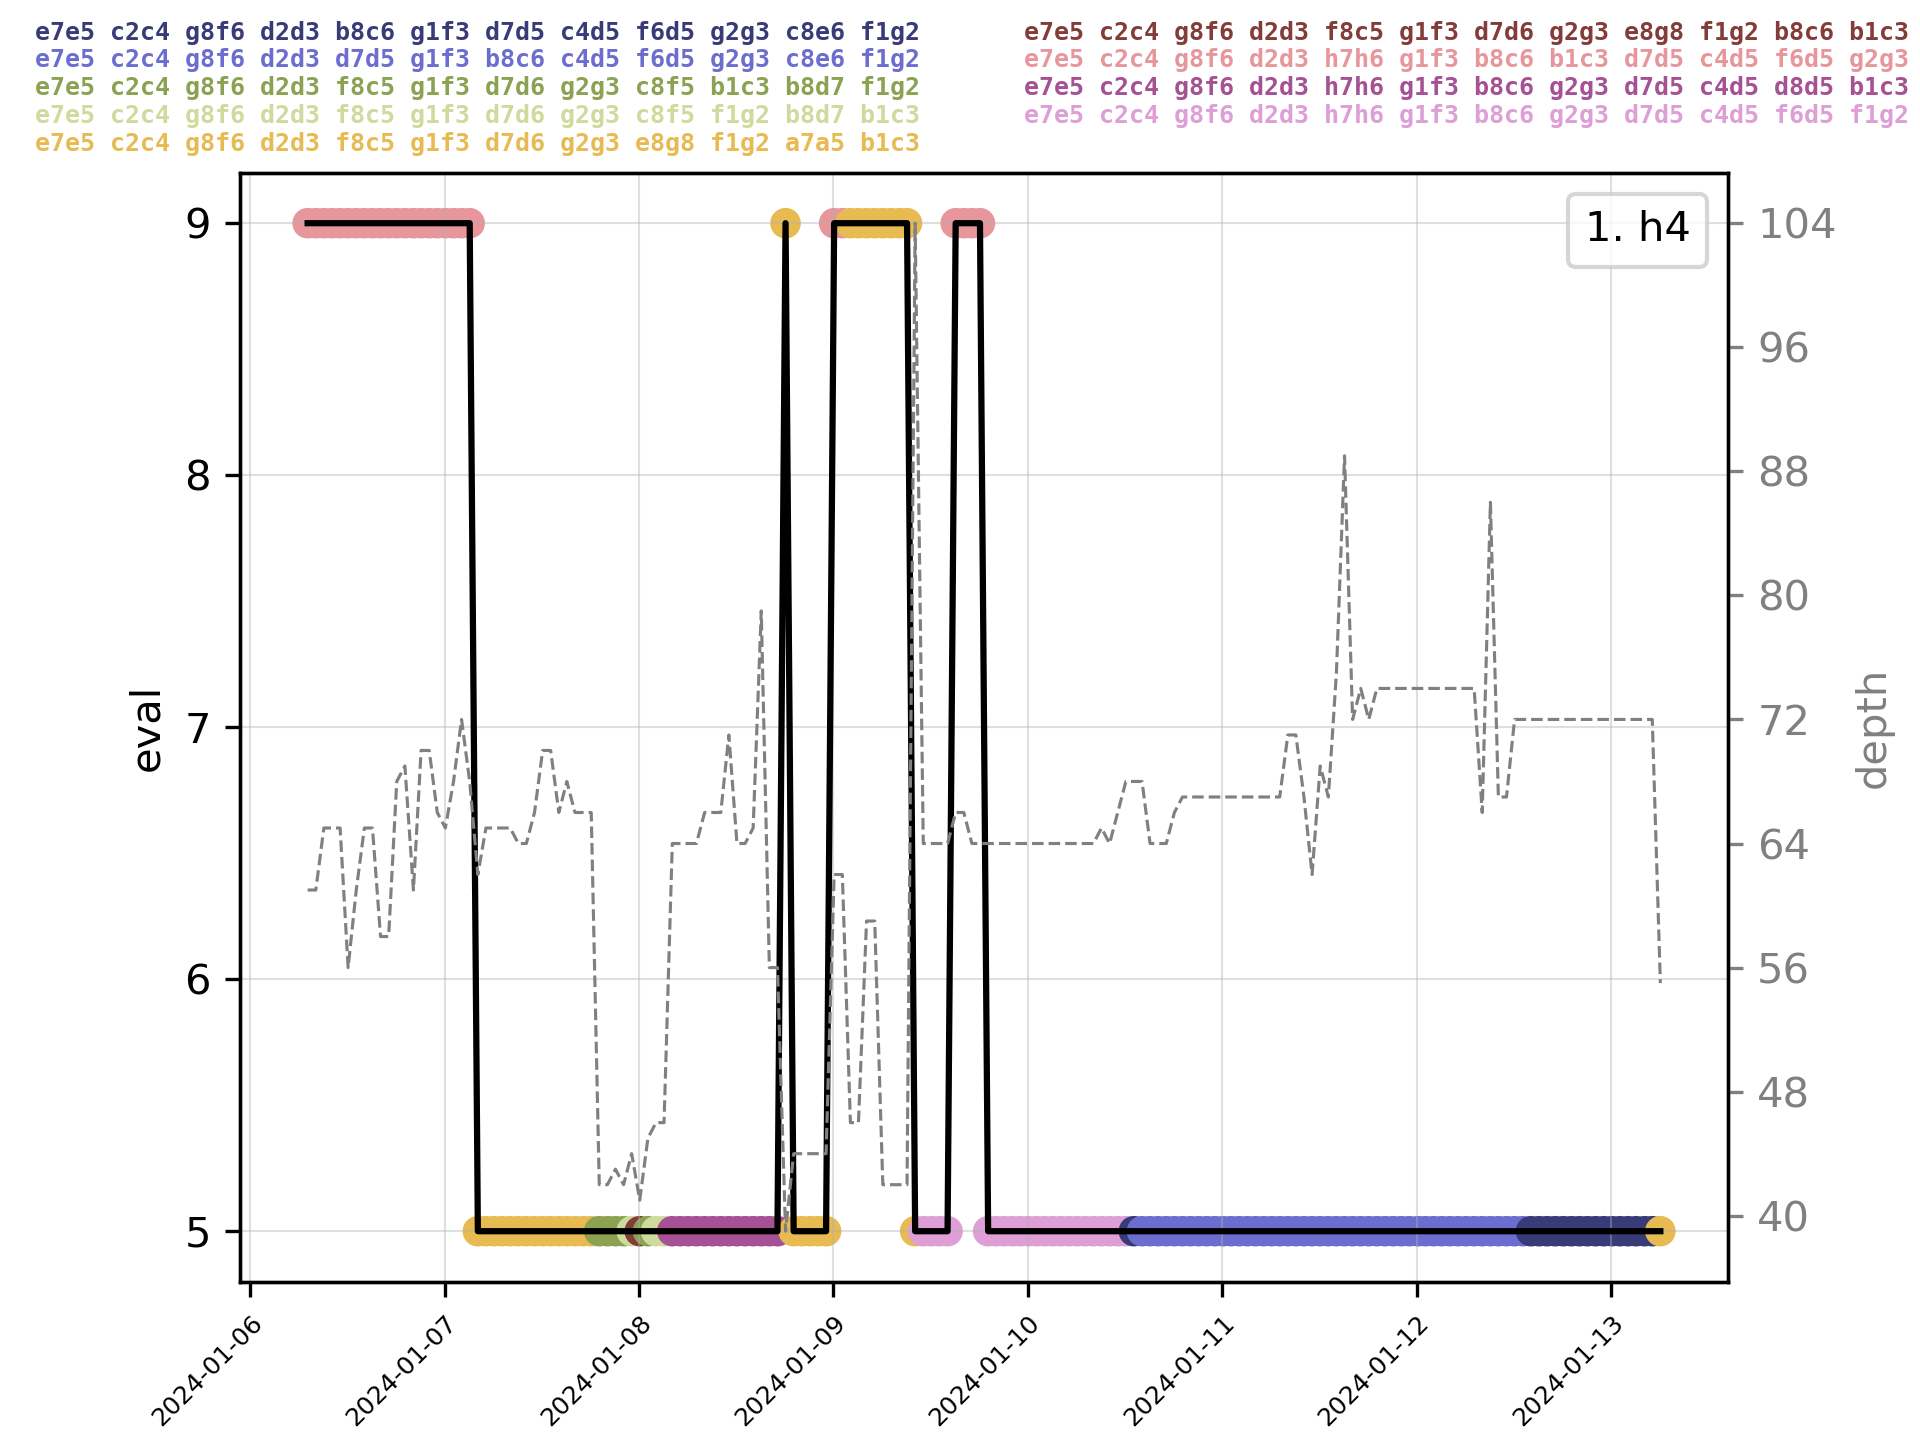 e7e5 c2c4 g8f6 d2d3 b8c6 g1f3 d7d5 c4d5 f6d5 g2g3 c8e6 f1g2
e7e5 c2c4 g8f6 d2d3 d7d5 g1f3 b8c6 c4d5 f6d5 g2g3 c8e6 f1g2
e7e5 c2c4 g8f6 d2d3 f8c5 g1f3 d7d6 g2g3 c8f5 b1c3 b8d7 f1g2
e7e5 c2c4 g8f6 d2d3 f8c5 g1f3 d7d6 g2g3 c8f5 f1g2 b8d7 b1c3
e7e5 c2c4 g8f6 d2d3 f8c5 g1f3 d7d6 g2g3 e8g8 f1g2 a7a5 b1c3
e7e5 c2c4 g8f6 d2d3 f8c5 g1f3 d7d6 g2g3 e8g8 f1g2 b8c6 b1c3
e7e5 c2c4 g8f6 d2d3 h7h6 g1f3 b8c6 b1c3 d7d5 c4d5 f6d5 g2g3
e7e5 c2c4 g8f6 d2d3 h7h6 g1f3 b8c6 g2g3 d7d5 c4d5 d8d5 b1c3
e7e5 c2c4 g8f6 d2d3 h7h6 g1f3 b8c6 g2g3 d7d5 c4d5 f6d5 f1g2
1. h4
eval
9
8
7
6
5
104
96
88
80
72
64
56
48
40
depth
2024-01-06
2024-01-07
2024-01-08
2024-01-09
2024-01-10
2024-01-11
2024-01-12
2024-01-13